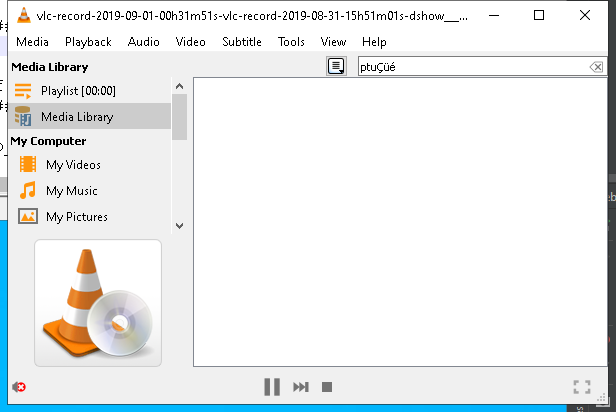 vlc-record-2019-09-01-00h31m51s-vlc-record-2019-08-31-15h51m01s-dshow__,...
Media Playback Audio Video Subtitle Tools View Help
Media Library
ptuÇüé
Playlist [00:00]
Media Library
My Computer
My Videos
My Music
My Pictures